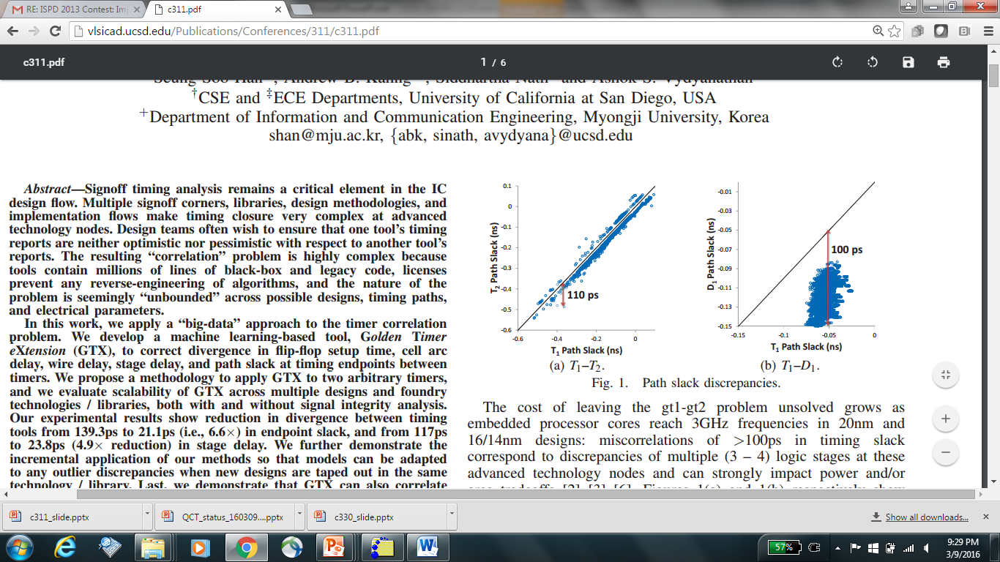 RE: ISPD 2013 Contest: Im
c311.pdf
vlsicad.ucsd.edu/Publications/Conferences/311/c311.pdf
c311.pdf
1 / 6
†CSE and ‡ECE Departments, University of California at San Diego, USA
+Department of Information and Communication Engineering, Myongji University, Korea
shan@mju.ac.kr, {abk, sinath, avydyana}@ucsd.edu
Abstract—Signoff timing analysis remains a critical element in the IC
design flow. Multiple signoff corners, libraries, design methodologies, and
implementation flows make timing closure very complex at advanced
technology nodes. Design teams often wish to ensure that one tool's timing
reports are neither optimistic nor pessimistic with respect to another tool's
reports. The resulting “correlation” problem is highly complex because
tools contain millions of lines of black-box and legacy code, licenses
prevent any reverse-engineering of algorithms, and the nature of the
problem is seemingly “unbounded” across possible designs, timing paths,
and electrical parameters.
In this work, we apply a “big-data” approach to the timer correlation
problem. We develop a machine learning-based tool, Golden Timer
eXtension (GTX), to correct divergence in flip-flop setup time, cell arc
delay, wire delay, stage delay, and path slack at timing endpoints between
timers. We propose a methodology to apply GTX to two arbitrary timers,
and we evaluate scalability of GTX across multiple designs and foundry
technologies / libraries, both with and without signal integrity analysis.
Our experimental results show reduction in divergence between timing
tools from 139.3ps to 21.1ps (i.e., 6.6×) in endpoint slack, and from 117ps
to 23.8ps (4.9× reduction) in stage delay. We further demonstrate the
incremental application of our methods so that models can be adapted
to any outlier discrepancies when new designs are taped out in the same
technology / library. Last, we demonstrate that GTX can also correlate
T2 Path Slack (ns)
0.1
0
-0.1
-0.2
-0.3
-0.4
-0.5
-0.6
110 ps
-0.6
-0.4
-0.2
0
T1 Path Slack (ns)
(a) T1–T2.
D1 Path Slack (ns)
-0.01
-0.03
-0.05
-0.07
-0.09
-0.11
-0.13
-0.15
100 ps
-0.15
-0.1
-0.05
0
T1 Path Slack (ns)
(b) T1–D1.
Fig. 1. Path slack discrepancies.
The cost of leaving the gt1-gt2 problem unsolved grows as
embedded processor cores reach 3GHz frequencies in 20nm and
16/14nm designs: miscorrelations of >100ps in timing slack
correspond to discrepancies of multiple (3 – 4) logic stages at these
advanced technology nodes and can strongly impact power and/or
c311_slide.pptx
QCT_status_160309....pptx
c330_slide.pptx
Show all downloads...
57%
9:29 PM
3/9/2016